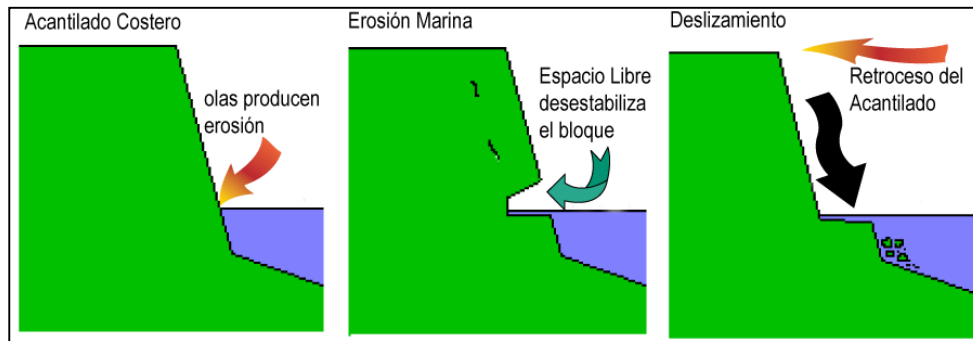 Acantilado Costero
olas producen
erosión
Erosión Marina
Espacio Libre
desestabiliza
el bloque
Deslizamiento
Retroceso del
Acantilado